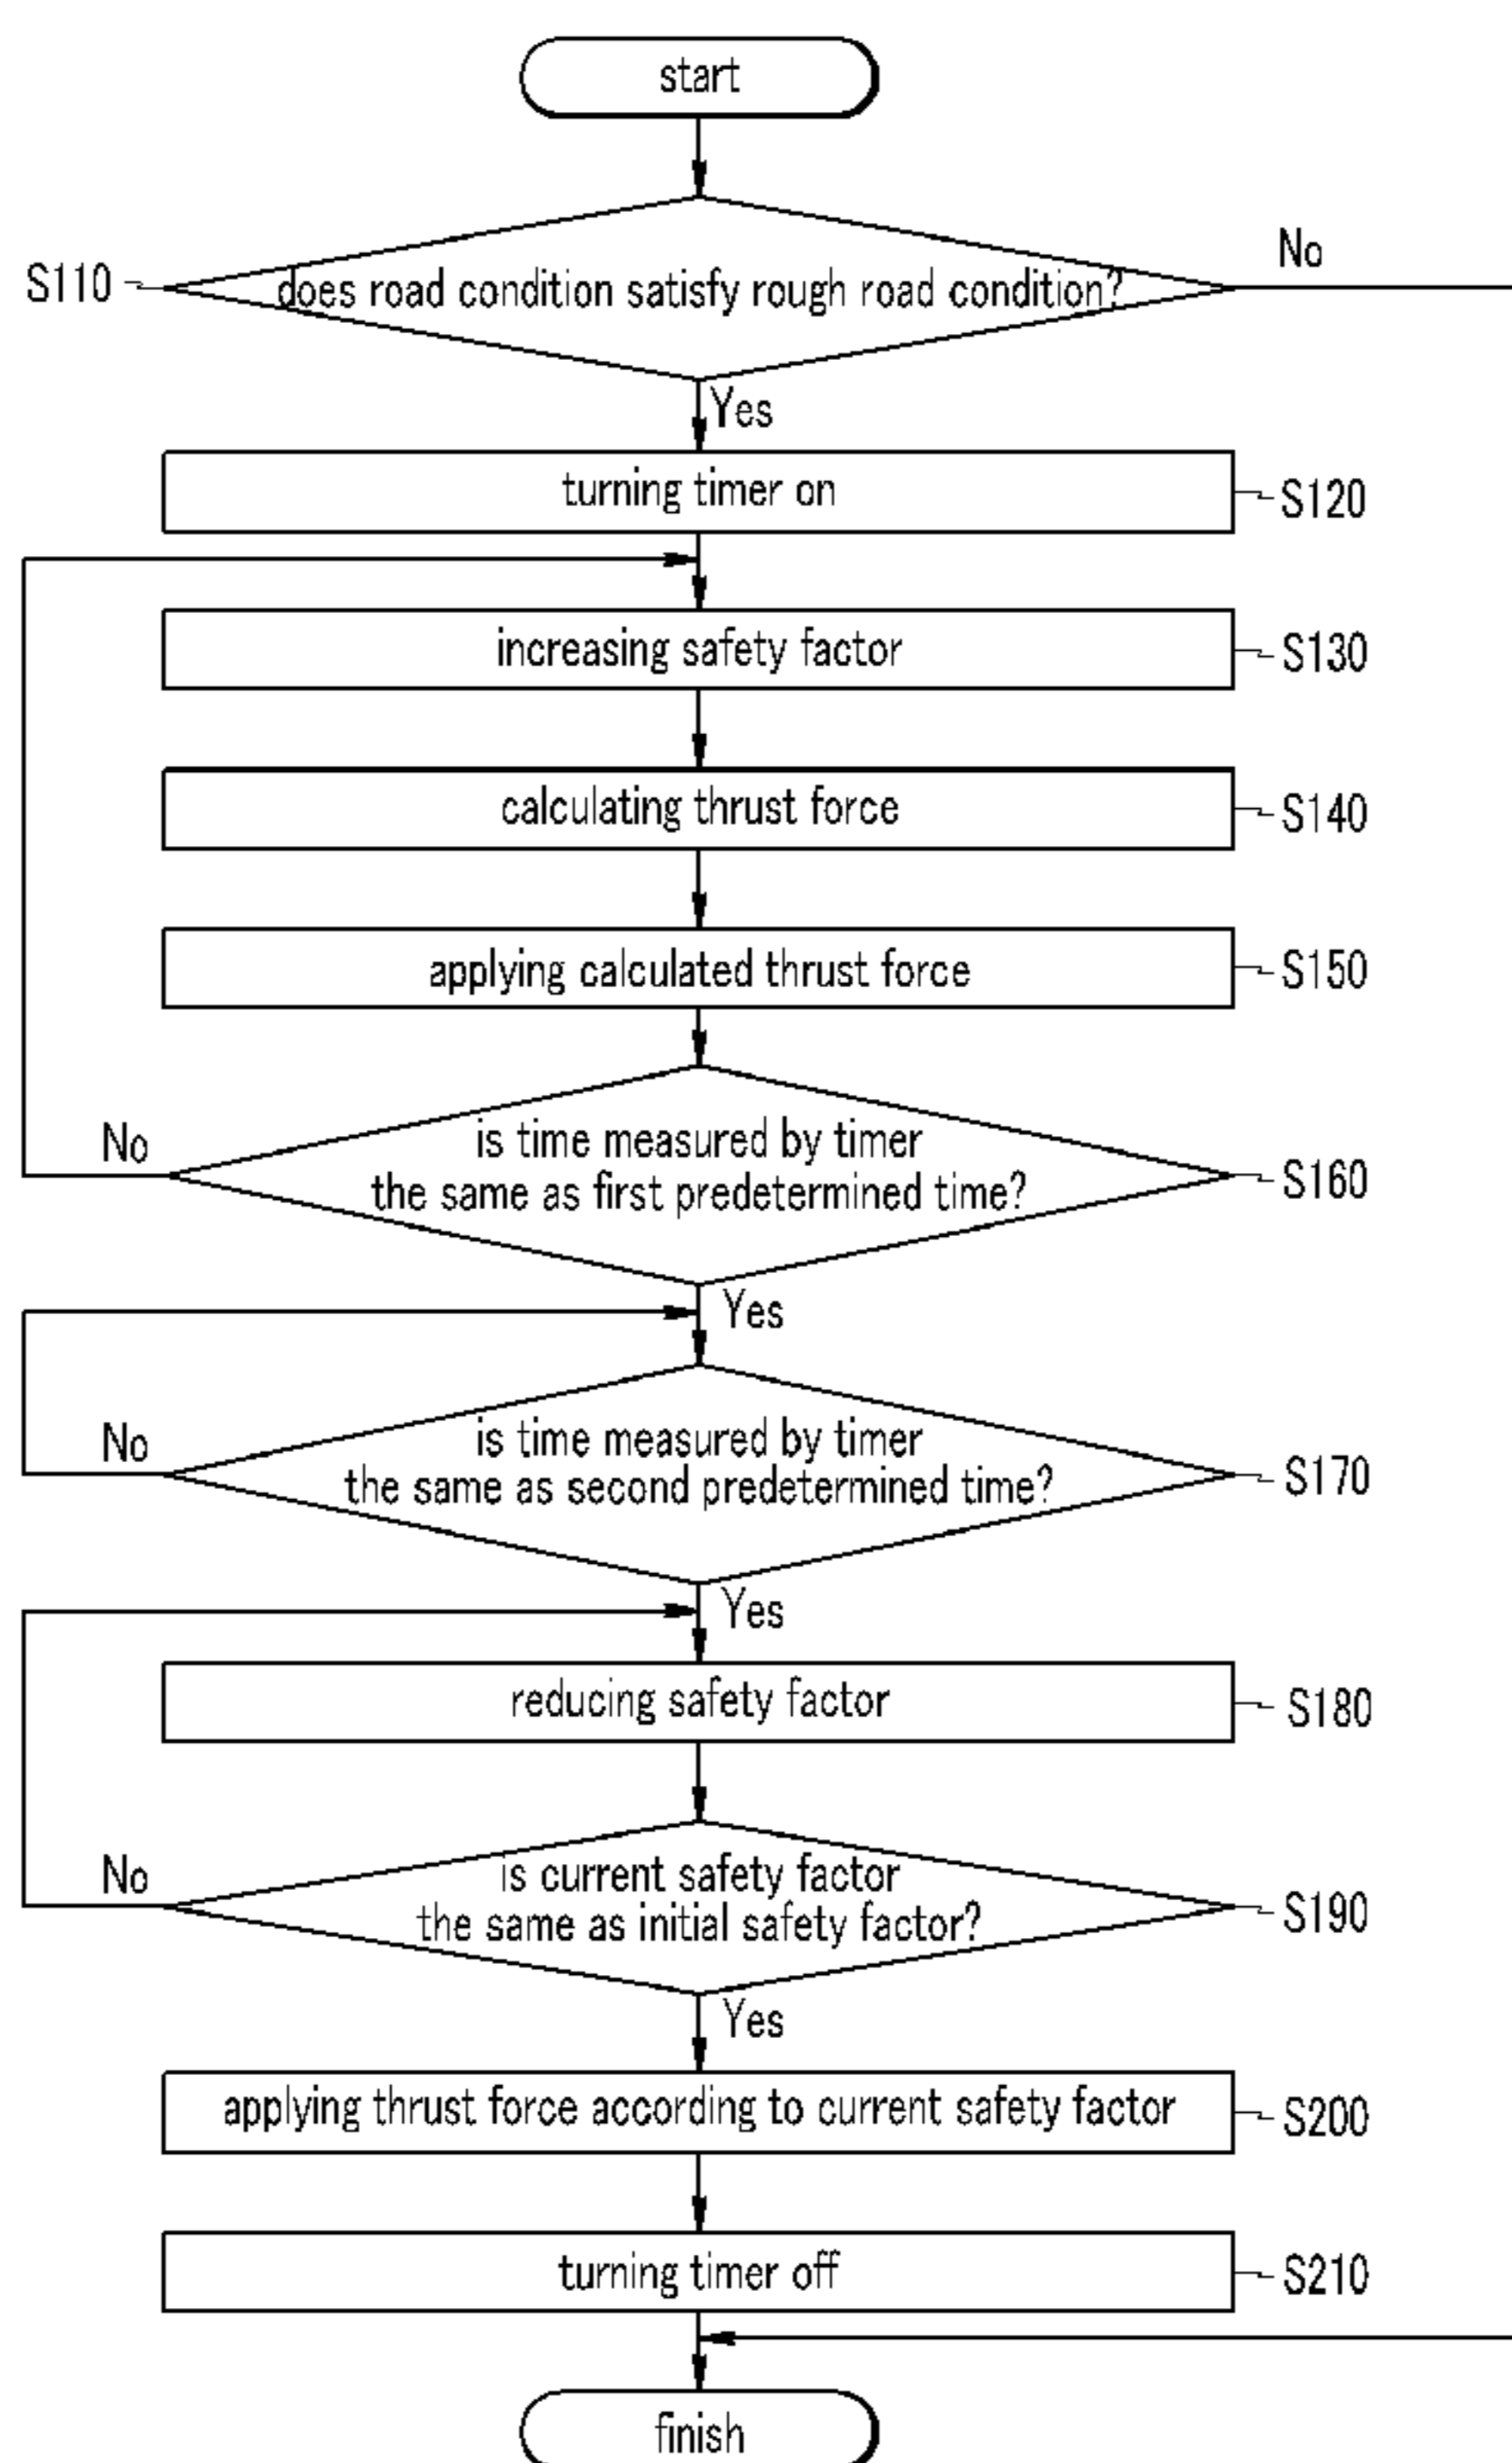 start
No
S110
does road condition satisfy rough road condition?
Yes
turning timer on
S120
increasing safety factor
S130
calculating thrust force
S140
applying calculated thrust force
S150
No
is time measured by timer
the same as first predetermined time?
S160
Yes
No
is time measured by timer
the same as second predetermined time?
S170
Yes
reducing safety factor
S180
No
is current safety factor
the same as initial safety factor?
S190
Yes
applying thrust force according to current safety factor
S200
turning timer off
S210
finish